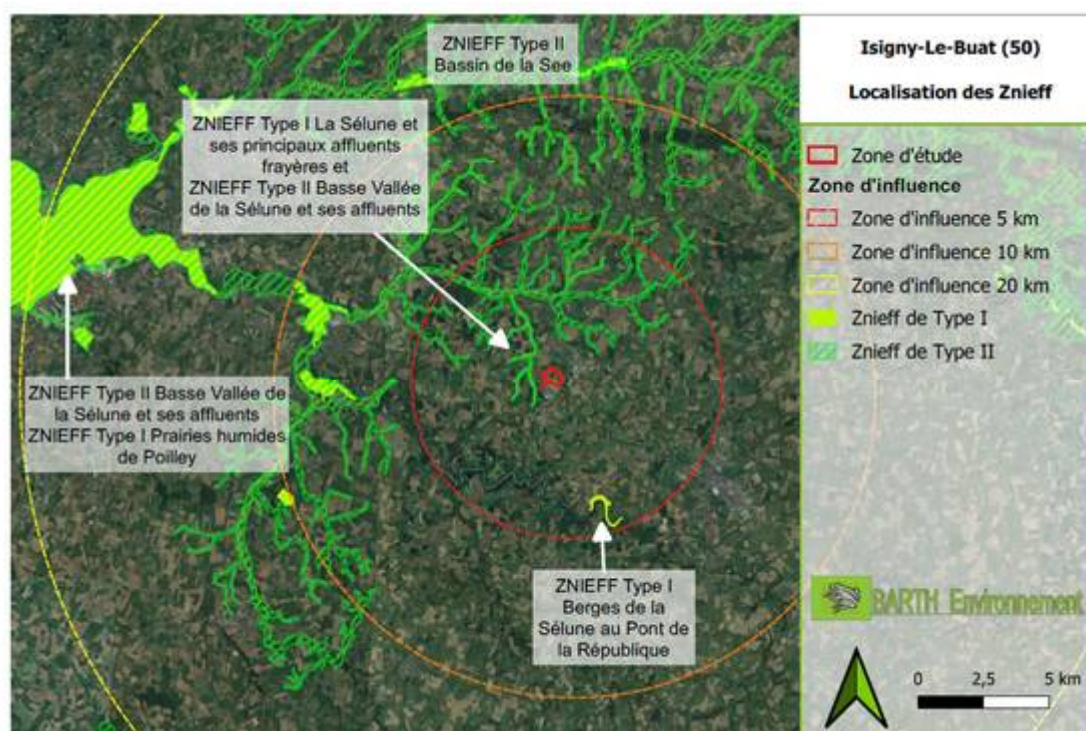 ZNIEFF Type II
Bassin de la See
ZNIEFF Type I La Sélune et
ses principaux affluents
frayères et
ZNIEFF Type II Basse Vallée
de la Sélune et ses affluents
ZNIEFF Type II Basse Vallée de
la Sélune et ses affluents
ZNIEFF Type I Prairies humides
de Poilley
ZNIEFF Type I
Berges de la
Sélune au Pont de
la République
Isigny-Le-Buat (50)
Localisation des Znieff
Zone d'étude
Zone d'influence
Zone d'influence 5 km
Zone d'influence 10 km
Zone d'influence 20 km
Znieff de Type I
Znieff de Type II
BARTH Environnement
0 2,5 5 km